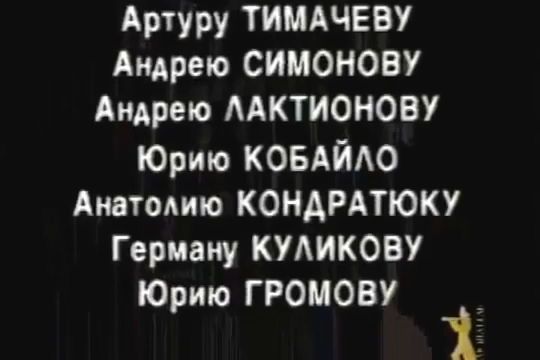 Артуру ТИМАЧЕВУ
Андрею СИМОНОВУ
Андрею ЛАКТИОНОВУ
Юрию КОБАЙЛО
Анатолию КОНДРАТЮКУ
Герману КУЛИКОВУ
Юрию ГРОМОВУ